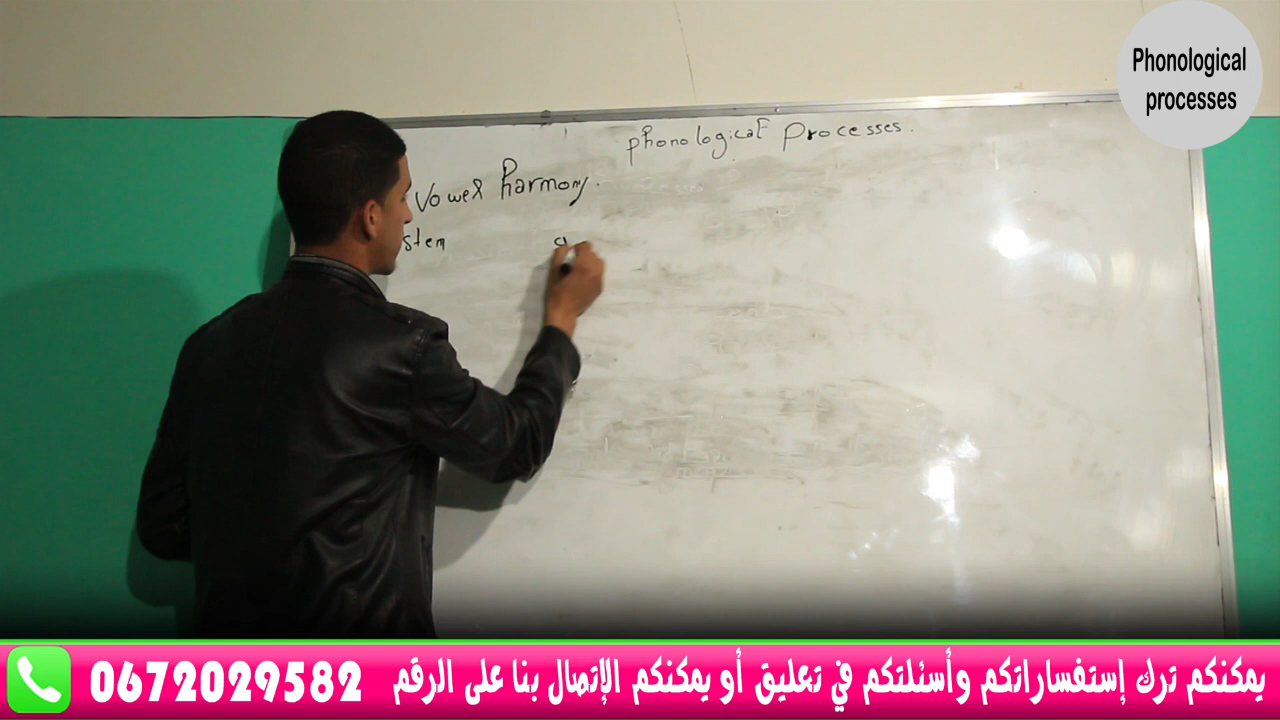 Phonological
processes
phonological processes.
Vowel harmony.
stem
يمكنكم ترك إستفساراتكم وأسئلتكم في تعليق أو يمكنكم الإتصال بنا على الرقم 0672029582